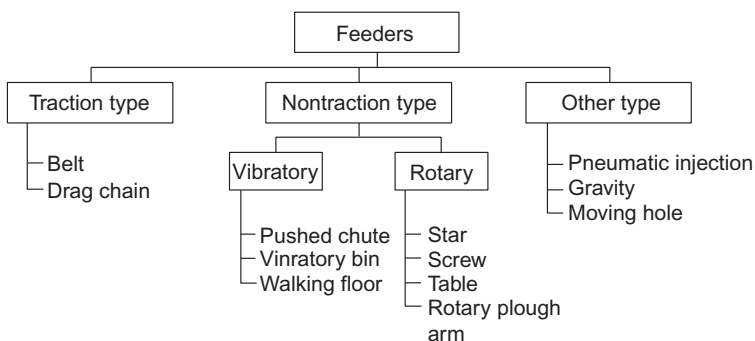 Feeders
Traction type
Nontraction type
Other type
Belt
Drag chain
Vibratory
Rotary
Pneumatic injection
Gravity
Moving hole
Pushed chute
Vinratory bin
Walking floor
Star
Screw
Table
Rotary plough
arm